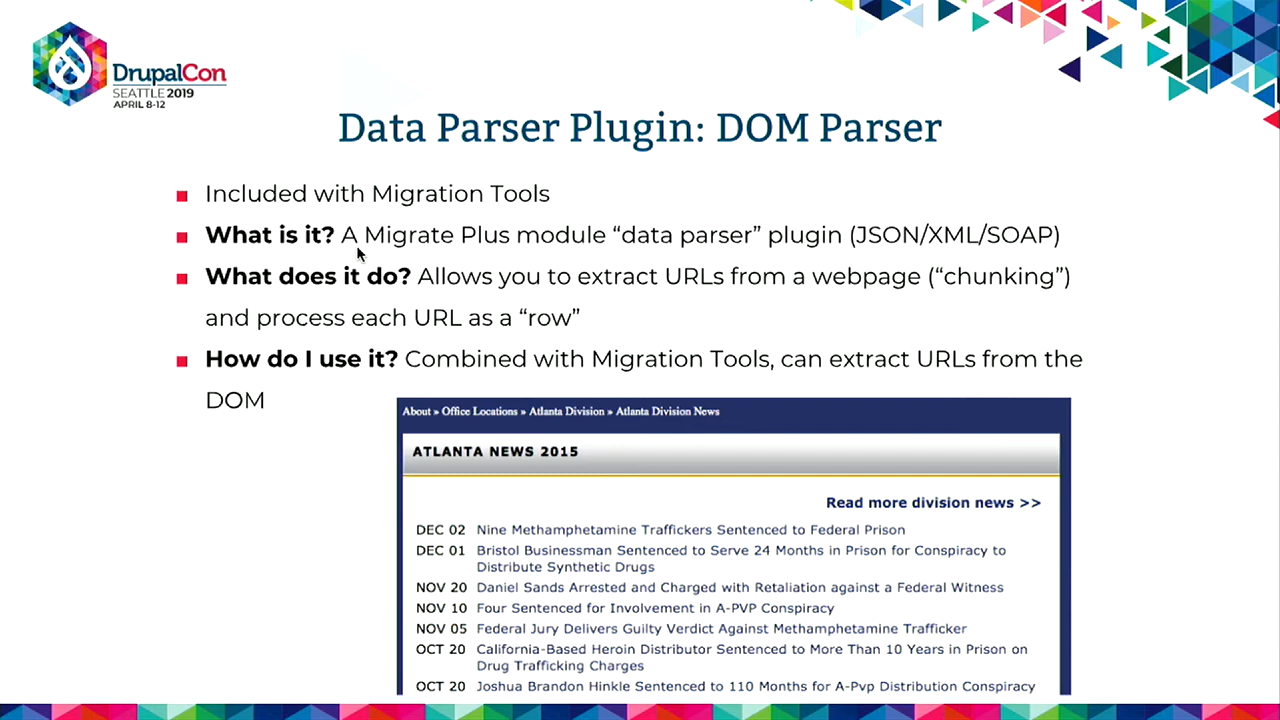 DrupalCon
SEATTLE 2019
APRIL 8-12
Data Parser Plugin: DOM Parser
Included with Migration Tools
What is it? A Migrate Plus module “data parser” plugin (JSON/XML/SOAP)
What does it do? Allows you to extract URLs from a webpage (“chunking”)
and process each URL as a “row”
How do I use it? Combined with Migration Tools, can extract URLs from the
DOM
About » Office Locations » Atlanta Division » Atlanta Division News
ATLANTA NEWS 2015
Read more division news >>
DEC 02 Nine Methamphetamine Traffickers Sentenced to Federal Prison
DEC 01 Bristol Businessman Sentenced to Serve 24 Months in Prison for Conspiracy to
Distribute Synthetic Drugs
NOV 20 Daniel Sands Arrested and Charged with Retaliation against a Federal Witness
NOV 10 Four Sentenced for Involvement in A-PVP Conspiracy
NOV 05 Federal Jury Delivers Guilty Verdict Against Methamphetamine Trafficker
OCT 20 California-Based Heroin Distributor Sentenced to More Than 10 Years in Prison on
Drug Trafficking Charges
OCT 20 Joshua Brandon Hinkle Sentenced to 110 Months for A-Pvp Distribution Conspiracy